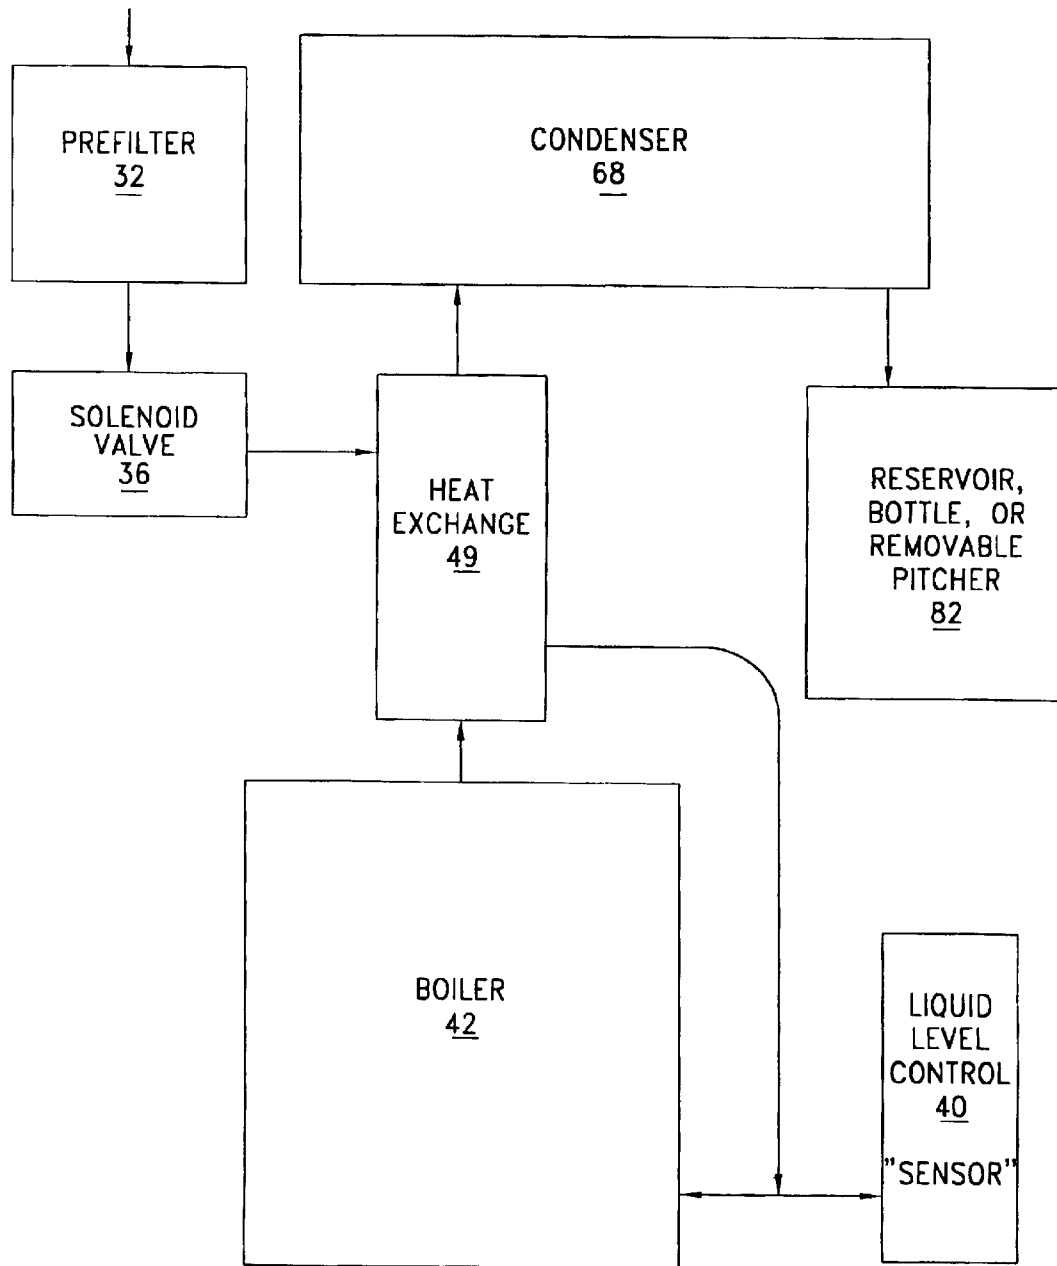 PREFILTER
32
CONDENSER
68
SOLENOID
VALVE
36
HEAT
EXCHANGE
49
RESERVOIR,
BOTTLE, OR
REMOVABLE
PITCHER
82
BOILER
42
LIQUID
LEVEL
CONTROL
40
"SENSOR"